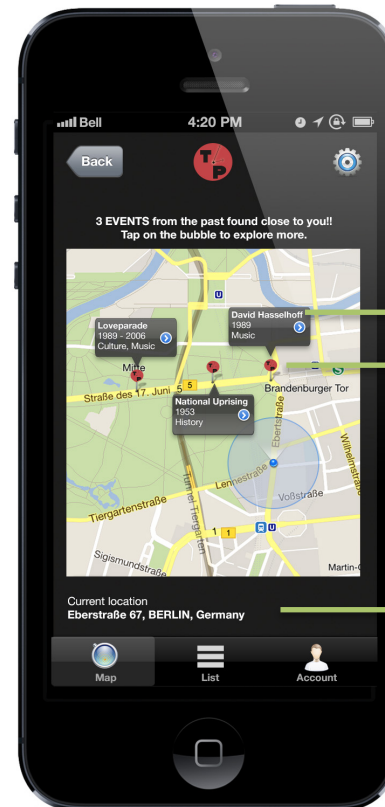 Bell
4:20 PM
Back
T.P
3 EVENTS from the past found close to you!!
Tap on the bubble to explore more.
U
David Hasselhoff
1989
Music
Loveparade
1989 - 2006
Culture, Music
Mitte
U
S
5
5
Straße des 17. Juni
Brandenburger Tor
National Uprising
1953
History
Ebertstraße
Wilhelmstraße
Lennestraße
Voßstraße
Tiergartenstraße
Tunnel Tiergarten
1
1
U
Sigismundstraße
Martin-
Current location
Eberstraße 67, BERLIN, Germany
Map
List
Account